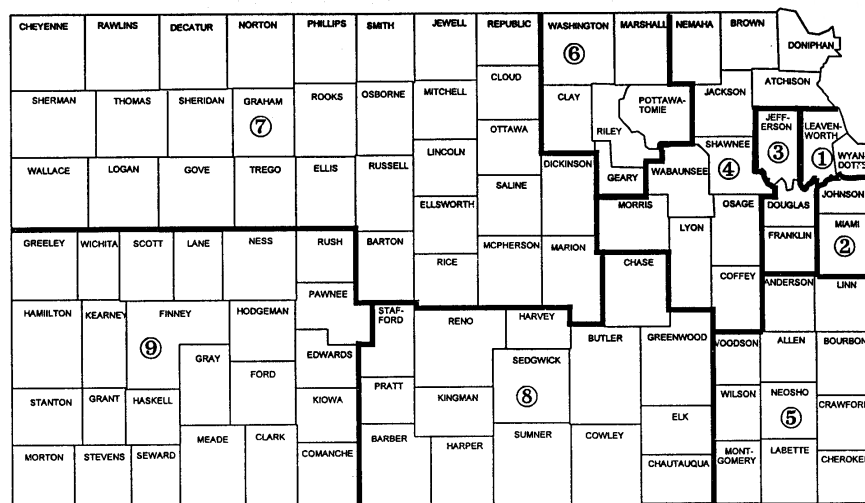 CHEYENNE RAWLINS DECATUR NORTON PHILLIPS SMITH JEWELL REPUBLIC WASHINGTON MARSHALL NEMAHA BROWN
DONIPHAN
⑥
CLOUD
ATCHISON
SHERMAN THOMAS SHERIDAN GRAHAM ROOKS OSBORNE MITCHELL CLAY POTTAWA-
TOMIE JACKSON
⑦
JEFF-
ERSON LEAVEN-
WORTH
OTTAWA RILEY SHAWNEE
③ ① WYAN-
DOTTE
LINCOLN
④
WALLACE LOGAN GOVE TREGO ELLIS RUSSELL DICKINSON GEARY WABAUNSEE
SALINE
JOHNSON
ELLSWORTH MORRIS OSAGE DOUGLAS
MIAMI
②
LYON
GREELEY WICHITA SCOTT LANE NESS RUSH BARTON MCPHERSON MARION FRANKLIN
RICE CHASE
COFFEY
ANDERSON LINN
PAWNEE
HAMIILTON KEARNEY FINNEY HODGEMAN STAF-
FORD RENO HARVEY
BUTLER GREENWOOD WOODSON ALLEN BOURBON
⑨
GRAY EDWARDS SEDGWICK
FORD
PRATT
⑧
STANTON GRANT HASKELL KIOWA KINGMAN WILSON NEOSHO
CRAWFORD
⑤
ELK
MORTON STEVENS SEWARD MEADE CLARK COMANCHE BARBER HARPER SUMNER COWLEY CHAUTAUQUA MONT-
GOMERY LABETTE CHEROKEE